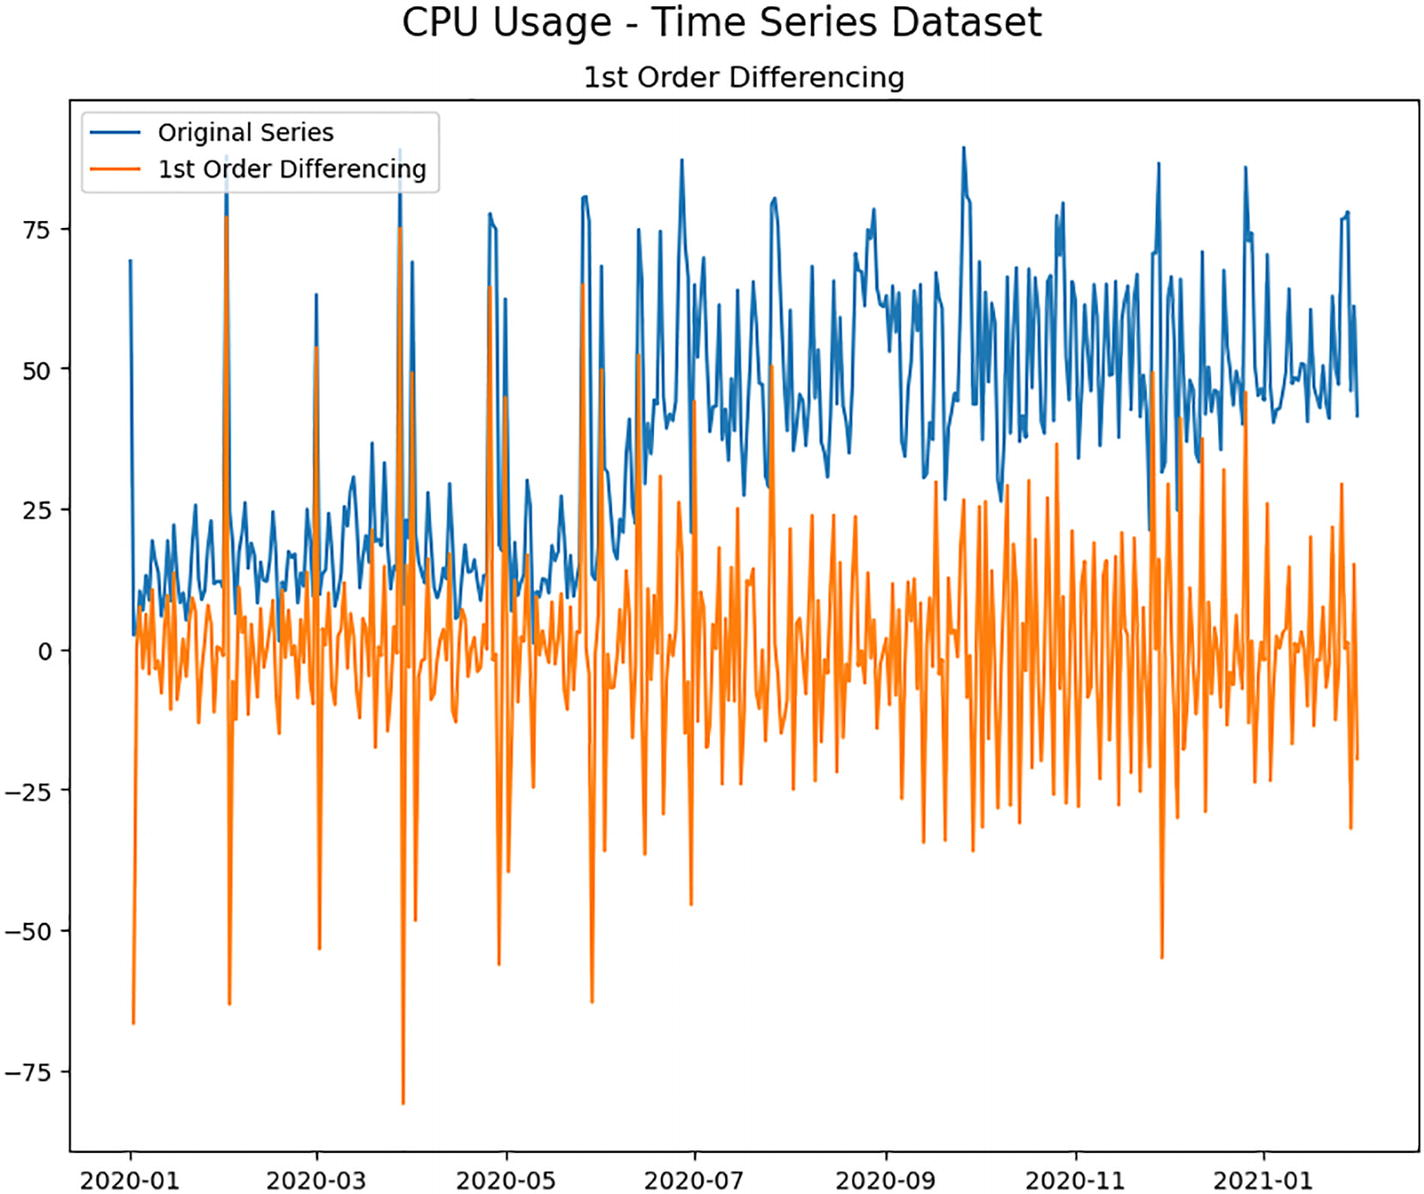 CPU Usage - Time Series Dataset
1st Order Differencing
Original Series
1st Order Differencing
75
50
25
0
−25
−50
−75
2020-01 2020-03 2020-05 2020-07 2020-09 2020-11 2021-01